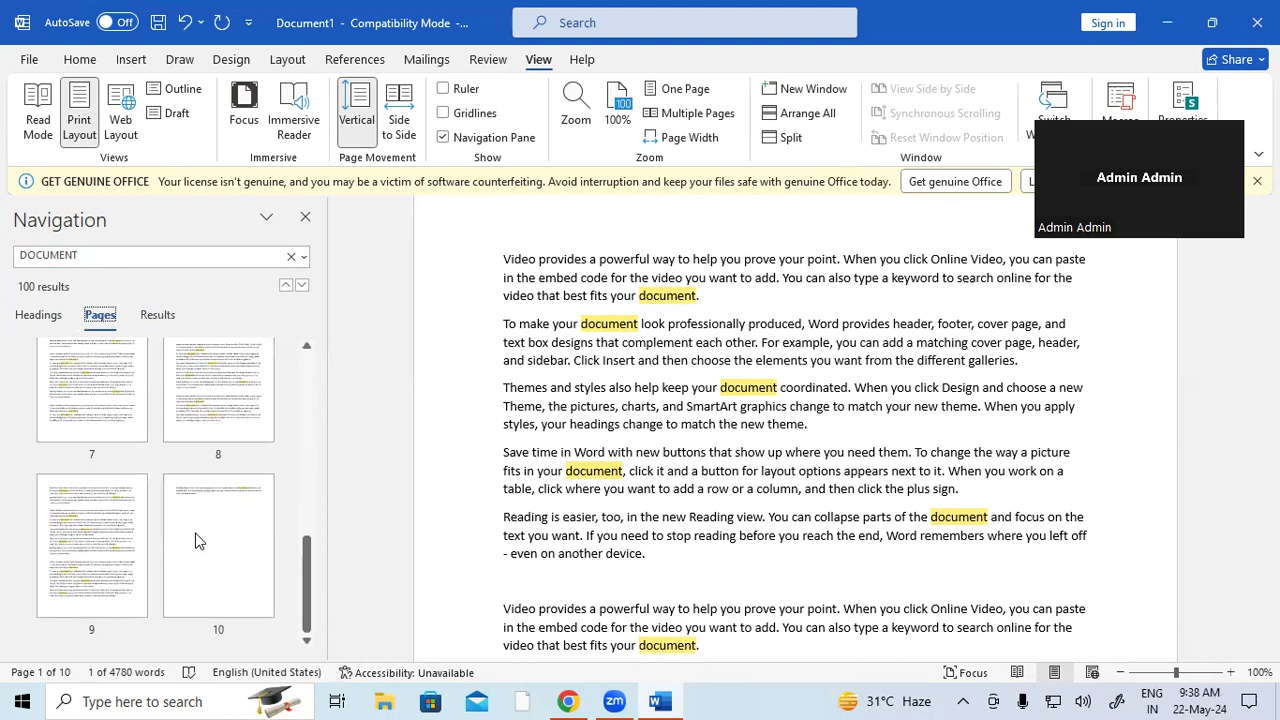 AutoSave Off Document1 - Compatibility Mode -... Search Sign in
File Home Insert Draw Design Layout References Mailings Review View Help Share
Read Mode Print Layout Web Layout Outline Draft Focus Immersive Reader Vertical Side to Side Ruler Gridlines Navigation Pane Zoom 100% One Page Multiple Pages Page Width New Window Arrange All Split View Side by Side Synchronous Scrolling Reset Window Position Switch
Views Immersive Page Movement Show Zoom Window
GET GENUINE OFFICE Your license isn't genuine, and you may be a victim of software counterfeiting. Avoid interruption and keep your files safe with genuine Office today. Get genuine Office
Admin Admin
Admin Admin
Navigation
DOCUMENT
100 results
Headings Pages Results
7 8
9 10
Video provides a powerful way to help you prove your point. When you click Online Video, you can paste
in the embed code for the video you want to add. You can also type a keyword to search online for the
video that best fits your document.
To make your document look professionally produced, Word provides header, footer, cover page, and
text box designs that complement each other. For example, you can add a matching cover page, header,
and sidebar. Click Insert and then choose the elements you want from the different galleries.
Themes and styles also help keep your document coordinated. When you click Design and choose a new
Theme, the pictures, charts, and SmartArt graphics change to match your new theme. When you apply
styles, your headings change to match the new theme.
Save time in Word with new buttons that show up where you need them. To change the way a picture
fits in your document, click it and a button for layout options appears next to it. When you work on a
table, click where you want to add a row or a column, and then click the plus sign.
Reading is easier, too, in the new Reading view. You can collapse parts of the document and focus on the
text you want. If you need to stop reading before you reach the end, Word remembers where you left off
- even on another device.
Video provides a powerful way to help you prove your point. When you click Online Video, you can paste
in the embed code for the video you want to add. You can also type a keyword to search online for the
video that best fits your document.
Page 1 of 10 1 of 4780 words English (United States) Accessibility: Unavailable Focus 100%
Type here to search 31°C Haze ENG IN 9:38 AM 22-May-24